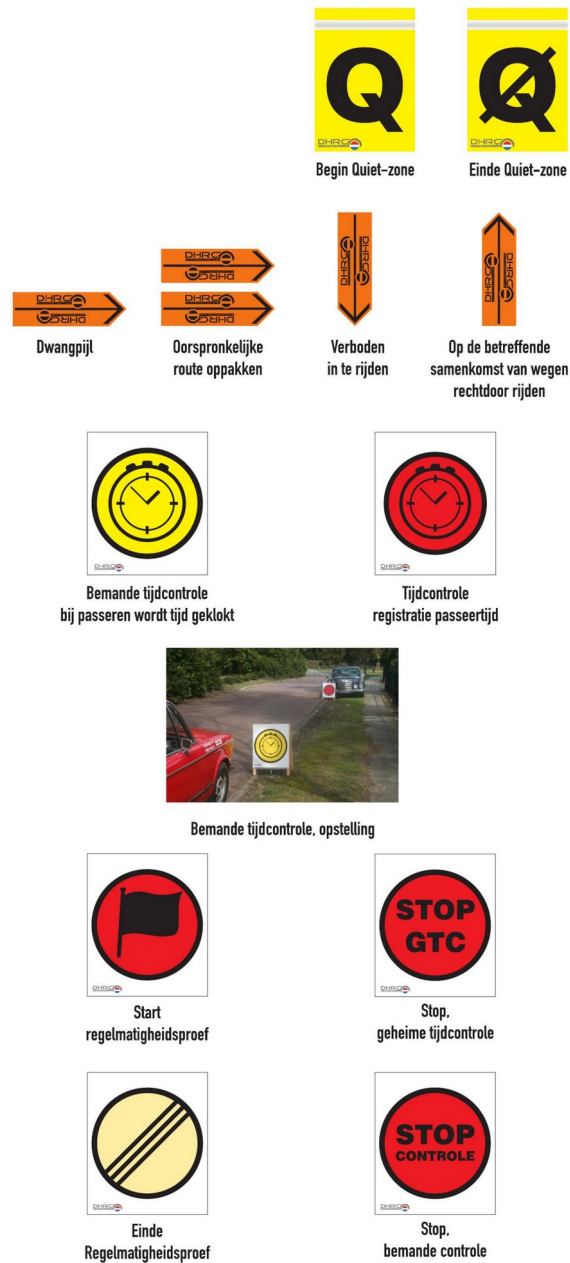 Q
Q
DHRC
DHRC
Begin Quiet-zone
Einde Quiet-zone
DHRC
DHRC
DHRC
DHRC
DHRC
DHRC
DHRC
DHRC
DHRC
DHRC
Dwangpijl
Oorspronkelijke
route oppakken
Verboden
in te rijden
Op de betreffende
samenkomst van wegen
rechtdoor rijden
DHRC
DHRC
Bemande tijdcontrole
bij passeren wordt tijd geklokt
Tijdcontrole
registratie passeertijd
Bemande tijdcontrole, opstelling
STOP
GTC
DHRC
DHRC
Start
regelmatigheidsproef
Stop,
geheime tijdcontrole
STOP
CONTROLE
DHRC
DHRC
Einde
Regelmatigheidsproef
Stop,
bemande controle